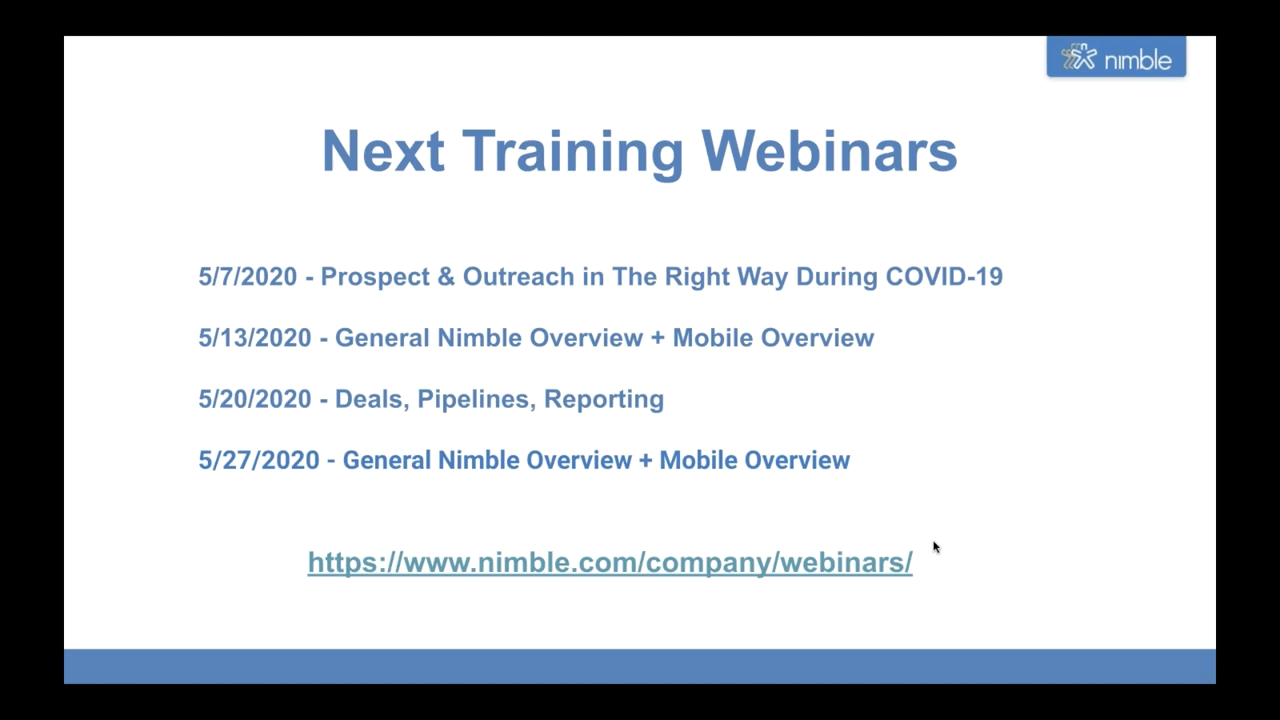 nimble
Next Training Webinars
5/7/2020 - Prospect & Outreach in The Right Way During COVID-19
5/13/2020 - General Nimble Overview + Mobile Overview
5/20/2020 - Deals, Pipelines, Reporting
5/27/2020 - General Nimble Overview + Mobile Overview
https://www.nimble.com/company/webinars/